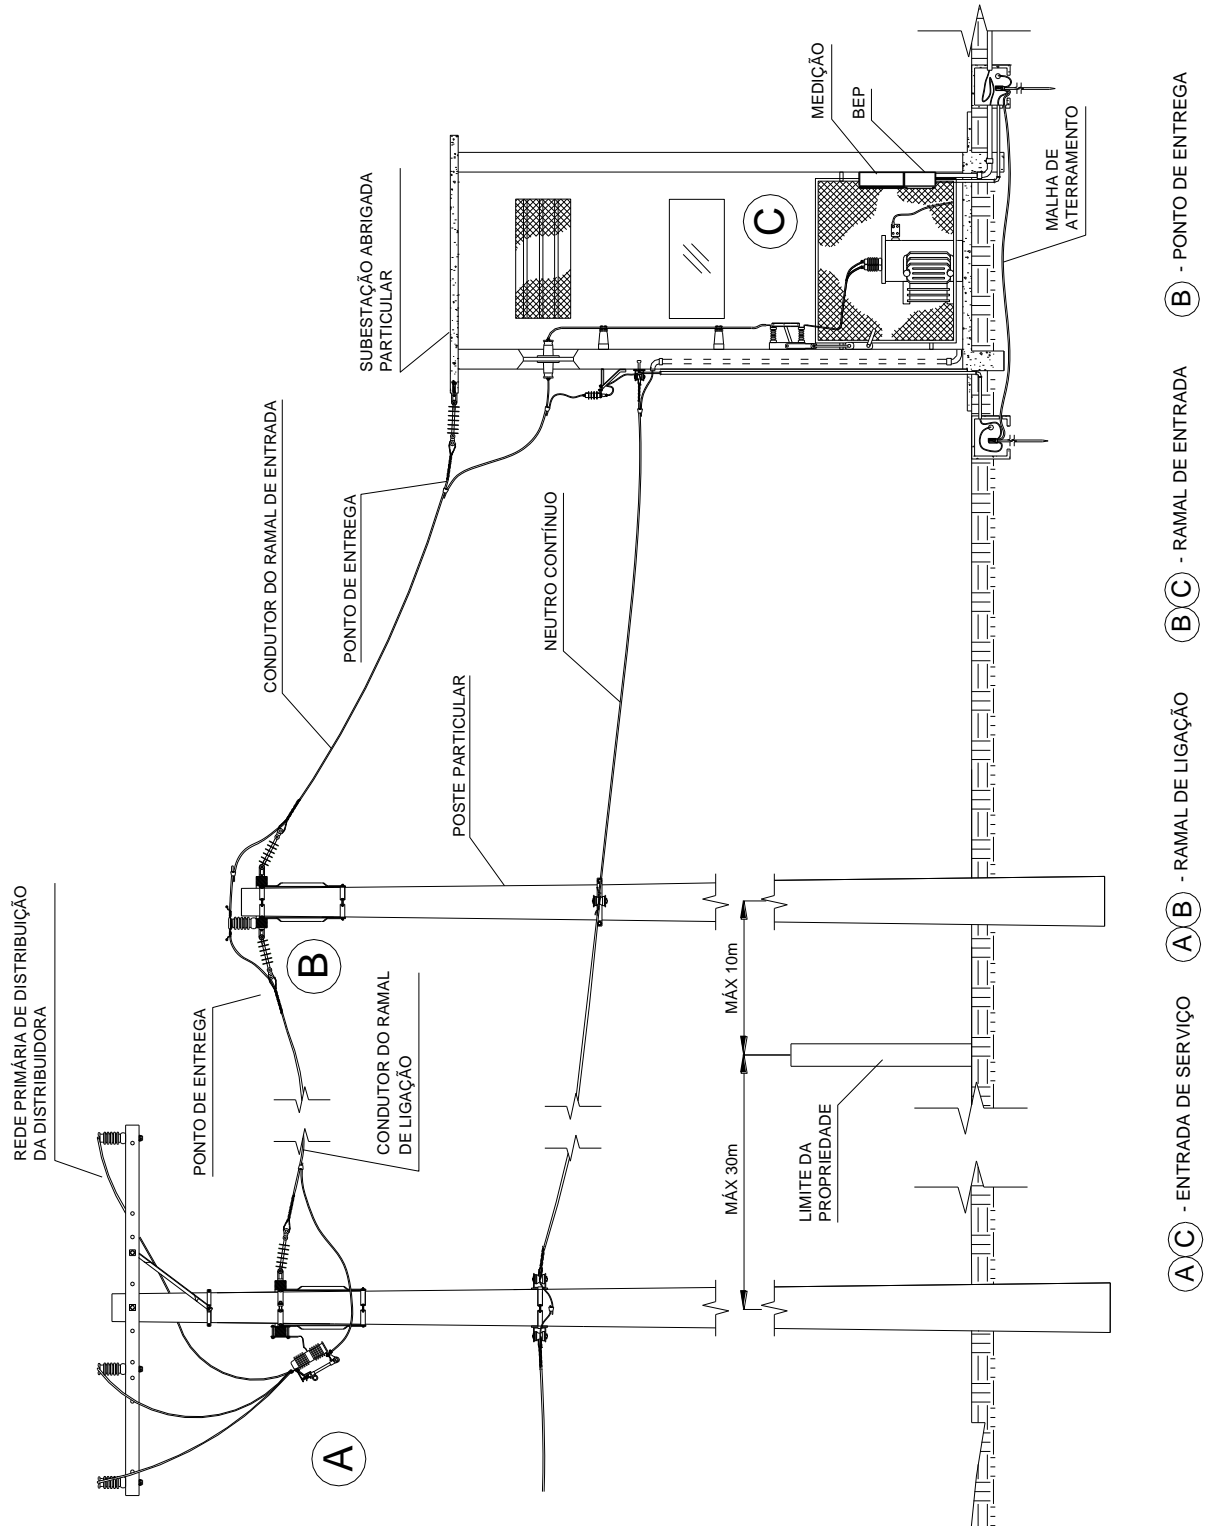 REDE PRIMÁRIA DE DISTRIBUIÇÃO
DA DISTRIBUIDORA
PONTO DE ENTREGA
CONDUTOR DO RAMAL
DE LIGAÇÃO
A
B
CONDUTOR DO RAMAL DE ENTRADA
PONTO DE ENTREGA
POSTE PARTICULAR
NEUTRO CONTÍNUO
SUBESTAÇÃO ABRIGADA
PARTICULAR
C
MEDIÇÃO
BEP
MALHA DE
ATERRAMENTO
MÁX 30m
MÁX 10m
LIMITE DA
PROPRIEDADE
A C - ENTRADA DE SERVIÇO
A B - RAMAL DE LIGAÇÃO
B C - RAMAL DE ENTRADA
B - PONTO DE ENTREGA